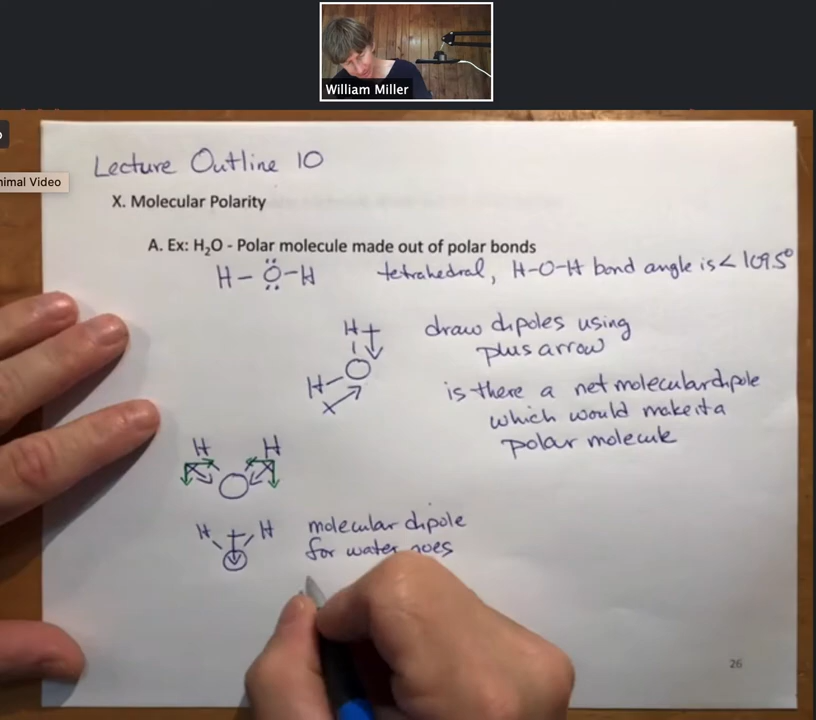 William Miller
nimal Video
Lecture Outline 10
X. Molecular Polarity
A. Ex: H₂O - Polar molecule made out of polar bonds
H - Ö - H
tetrahedral, H-O-H bond angle is < 109.5°
H
draw dipoles using
plus arrow
O
H
is there a net molecular dipole
which would make it a
polar molecule
H H
O
H H
molecular dipole
for water goes
26